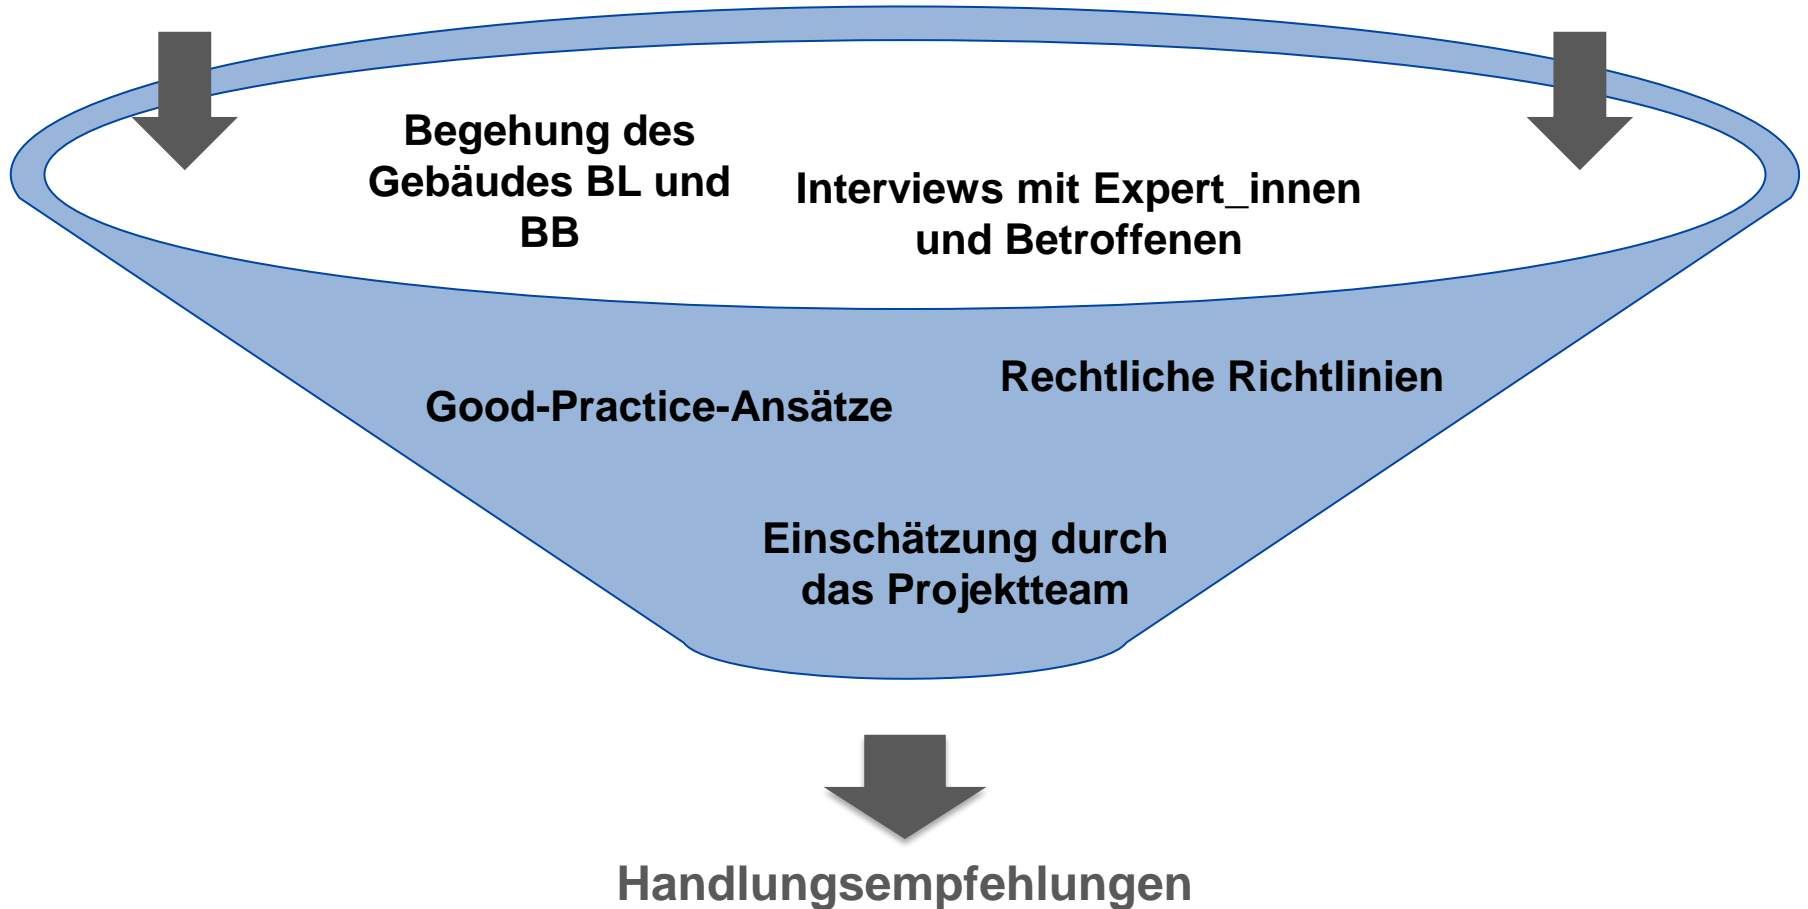 Begehung des
Gebäudes BL und
BB
Interviews mit Expert_innen
und Betroffenen
Rechtliche Richtlinien
Good-Practice-Ansätze
Einschätzung durch
das Projektteam
Handlungsempfehlungen